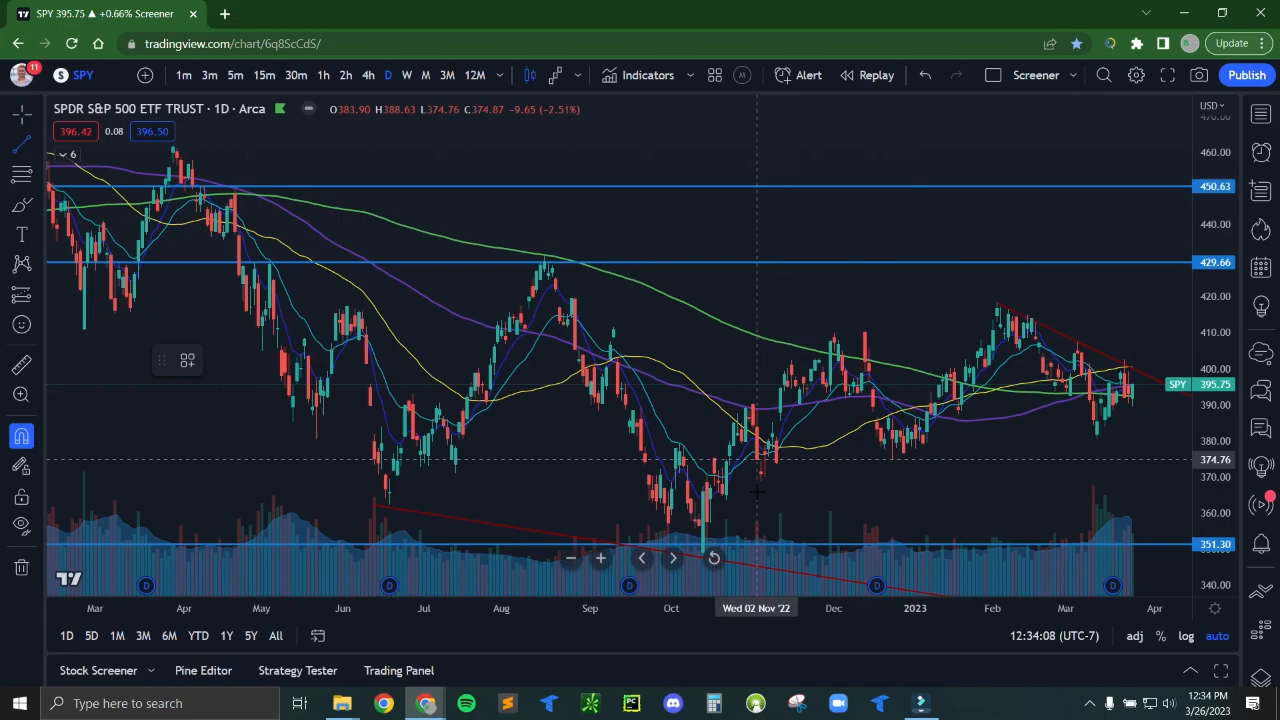 SPY 395.75 ▲ +0.66% Screener
tradingview.com/chart/6q8ScCdS/
Update
11
SPY
1m 3m 5m 15m 30m 1h 2h 4h D W M 3M 12M
Indicators
Alert
Replay
Screener
Publish
SPDR S&P 500 ETF TRUST · 1D · Arca
O383.90 H388.63 L374.76 C374.87 −9.65 (−2.51%)
USD
396.42 0.08 396.50
6
470.00
460.00
450.63
440.00
429.66
420.00
410.00
400.00
SPY 395.75
390.00
380.00
374.76
370.00
360.00
351.30
340.00
D D D D D
Mar Apr May Jun Jul Aug Sep Oct Wed 02 Nov '22 Dec 2023 Feb Mar Apr
1D 5D 1M 3M 6M YTD 1Y 5Y All
12:34:08 (UTC-7)
adj % log auto
Stock Screener
Pine Editor
Strategy Tester
Trading Panel
Type here to search
12:34 PM
3/26/2023